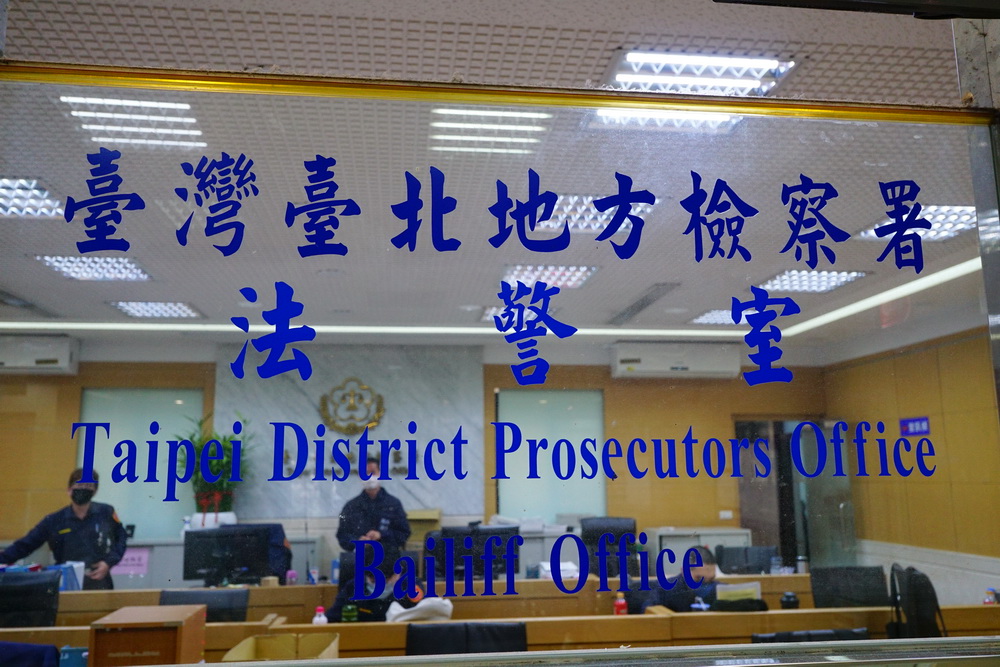 臺灣臺北地方檢察署
法警室
Taipei District Prosecutors Office
Bailiff Office